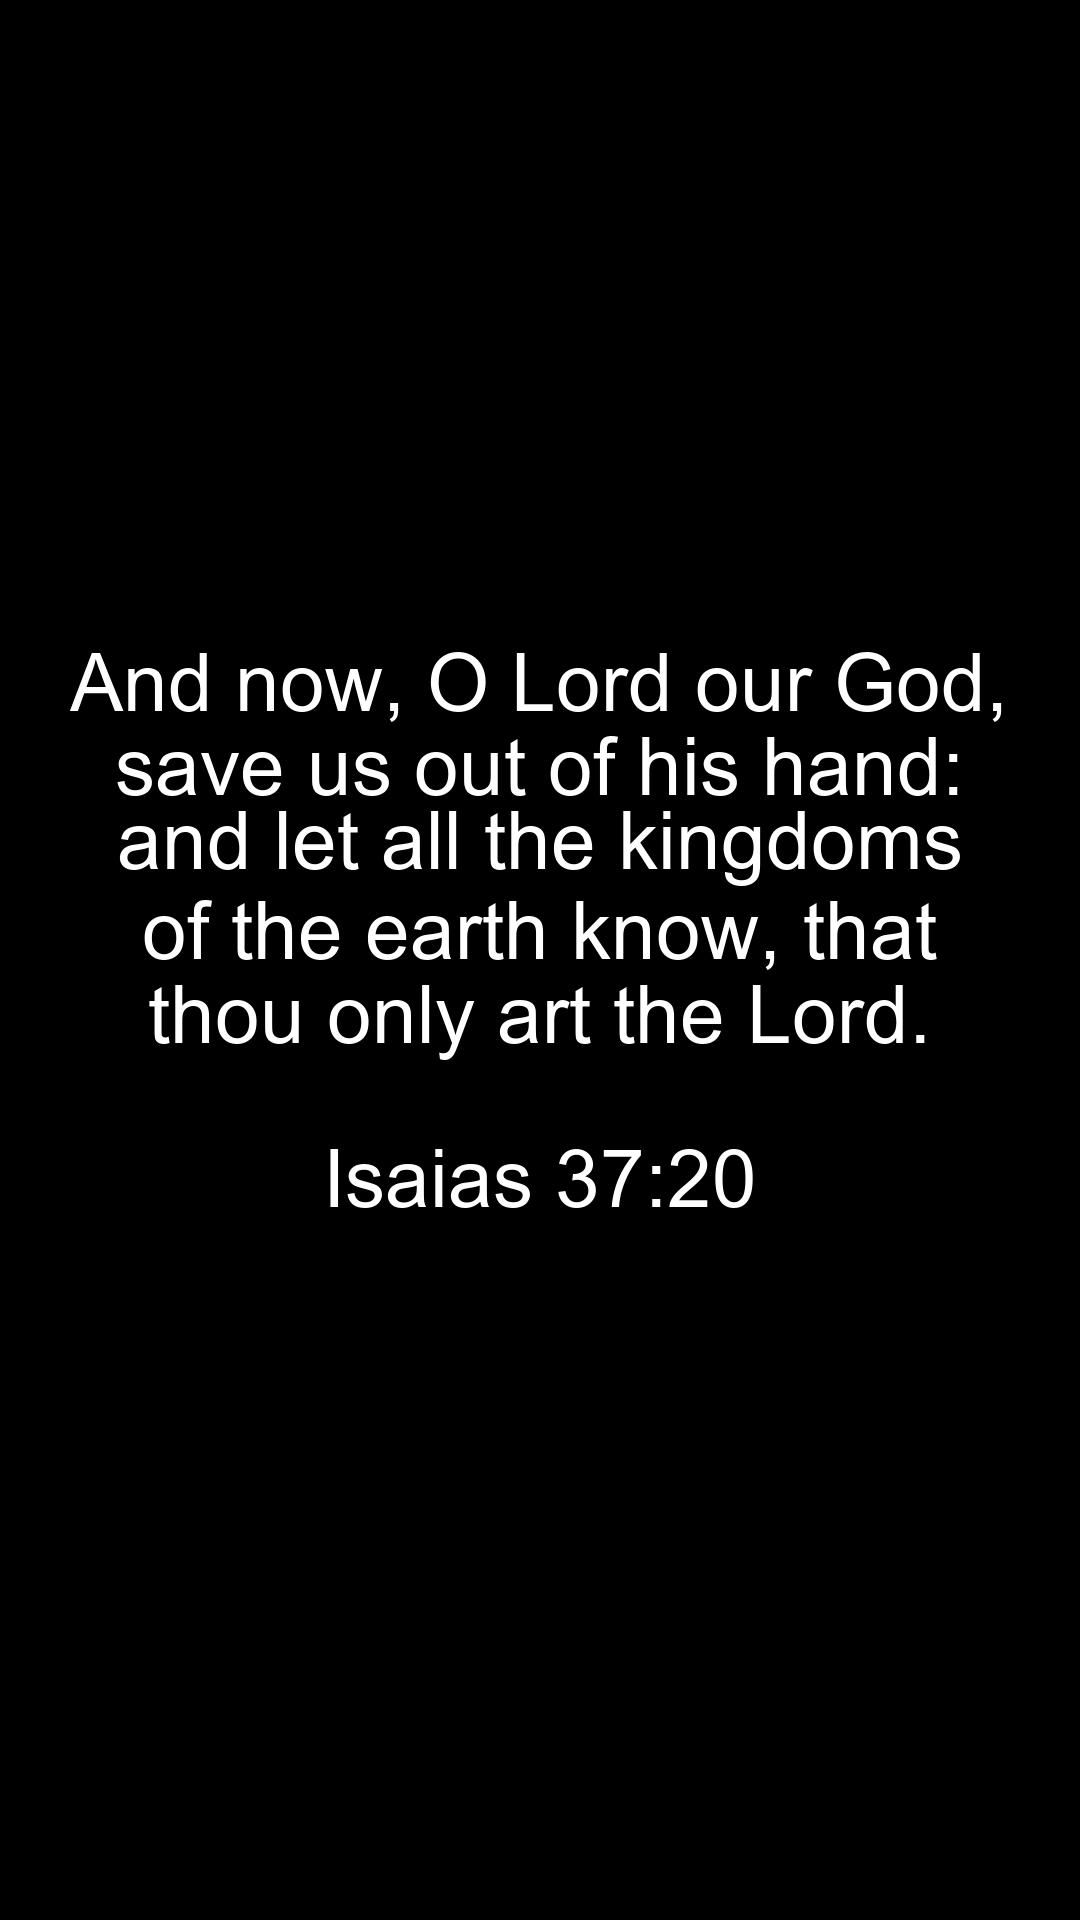 And now, O Lord our God,
save us out of his hand:
and let all the kingdoms
of the earth know, that
thou only art the Lord.
Isaias 37:20